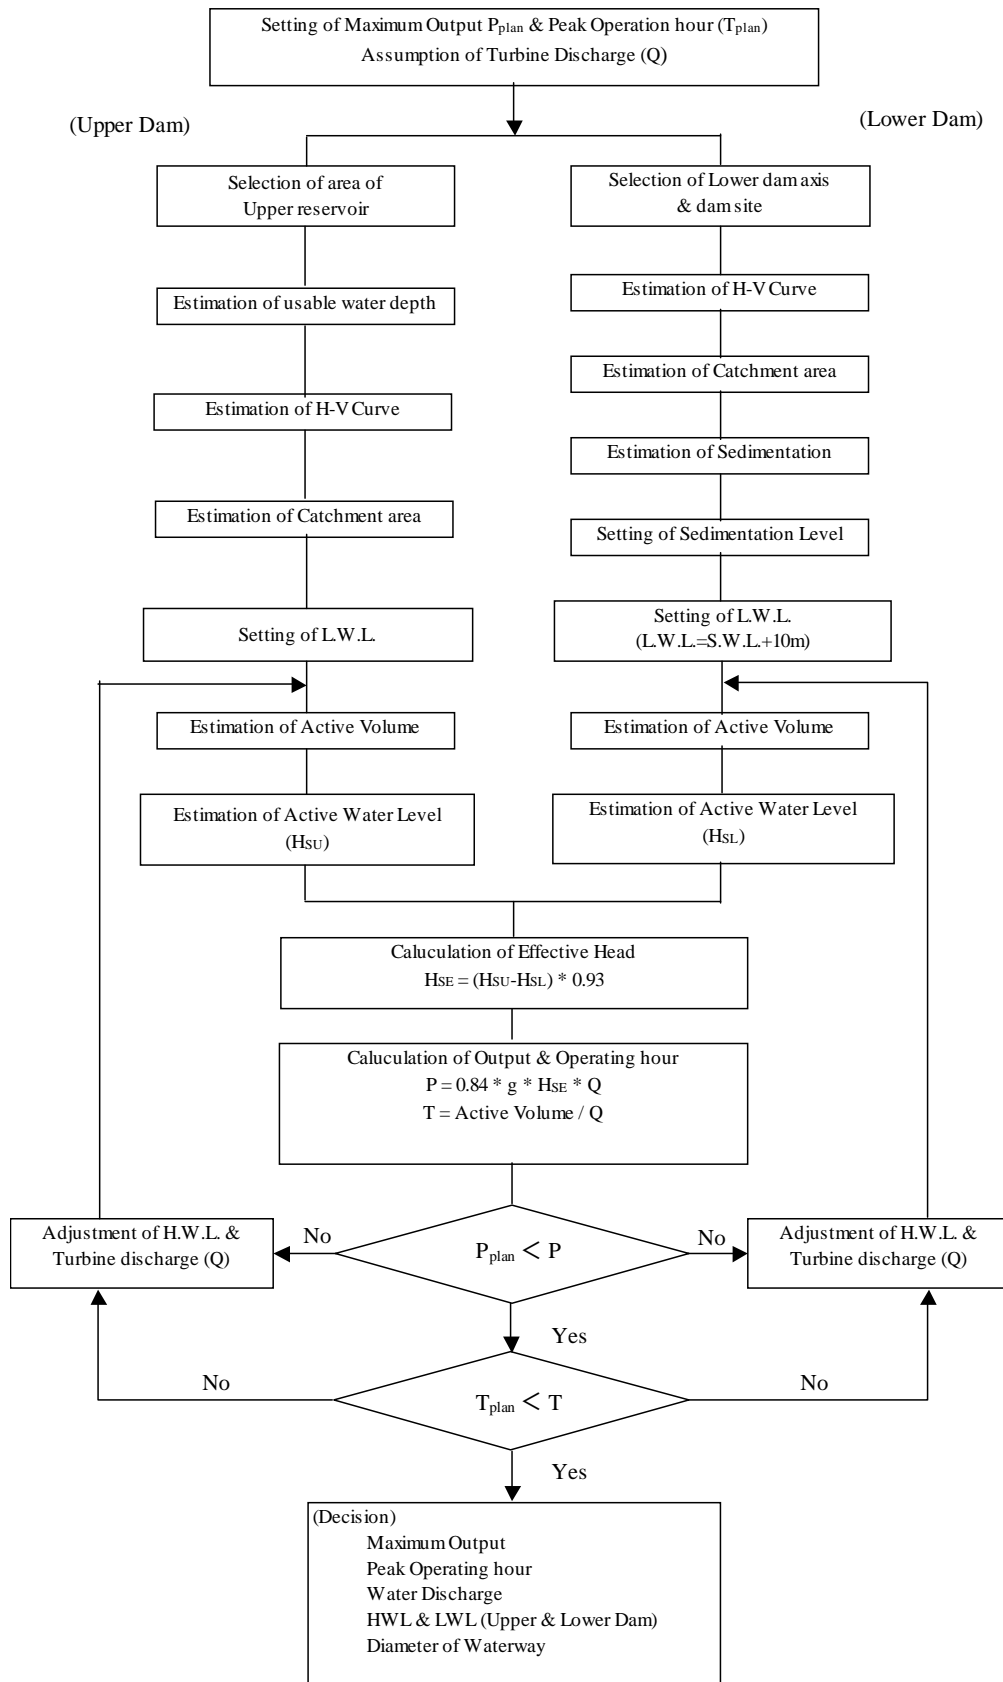 Setting of Maximum Output Pplan & Peak Operation hour (Tplan)
Assumption of Turbine Discharge (Q)
(Upper Dam)
(Lower Dam)
Selection of area of
Upper reservoir
Estimation of usable water depth
Estimation of H-V Curve
Estimation of Catchment area
Setting of L.W.L.
Estimation of Active Volume
Estimation of Active Water Level
(HSU)
Selection of Lower dam axis
& dam site
Estimation of H-V Curve
Estimation of Catchment area
Estimation of Sedimentation
Setting of Sedimentation Level
Setting of L.W.L.
(L.W.L.=S.W.L.+10m)
Estimation of Active Volume
Estimation of Active Water Level
(HSL)
Caluculation of Effective Head
HSE = (HSU-HSL) * 0.93
Caluculation of Output & Operating hour
P = 0.84 * g * HSE * Q
T = Active Volume / Q
Adjustment of H.W.L. &
Turbine discharge (Q)
No
Pplan < P
No
Adjustment of H.W.L. &
Turbine discharge (Q)
Yes
No
Tplan < T
No
Yes
(Decision)
Maximum Output
Peak Operating hour
Water Discharge
HWL & LWL (Upper & Lower Dam)
Diameter of Waterway